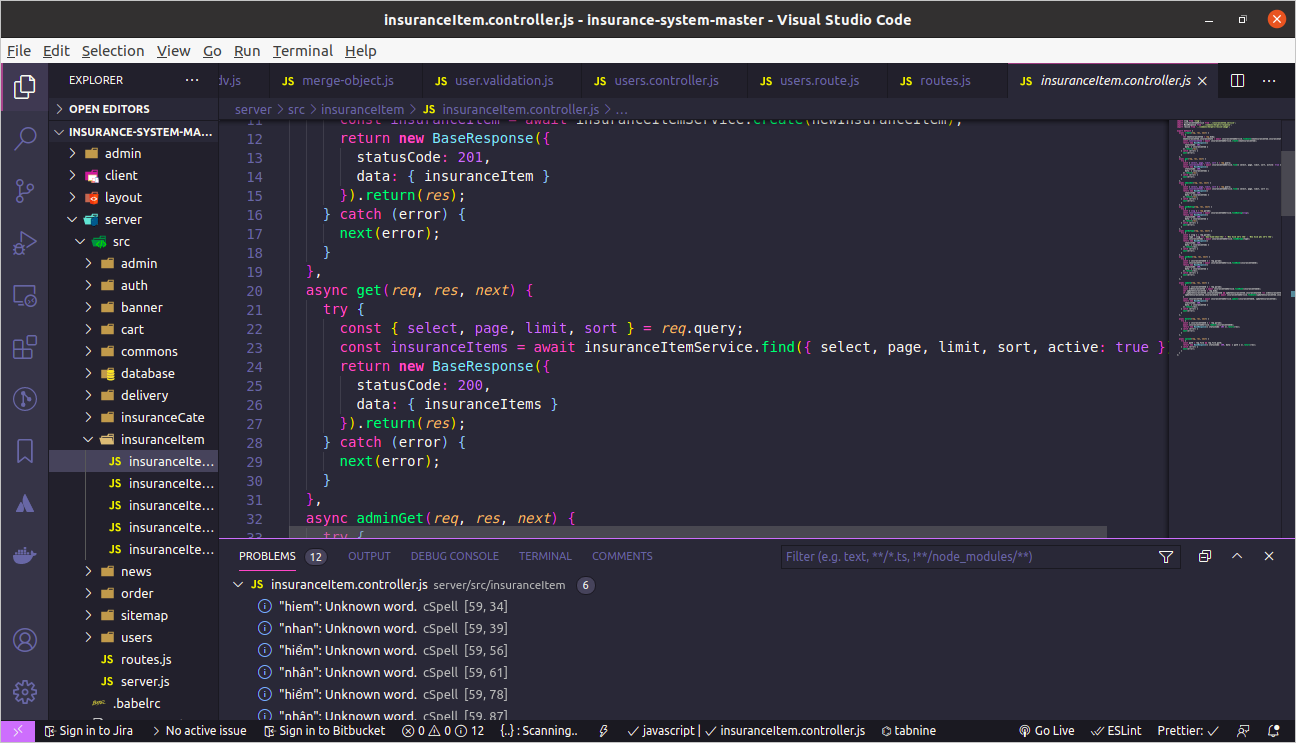 insuranceItem.controller.js - insurance-system-master - Visual Studio Code
File Edit Selection View Go Run Terminal Help
EXPLORER
dv.js
JS merge-object.js
JS user.validation.js
JS users.controller.js
JS users.route.js
JS routes.js
JS insuranceItem.controller.js
OPEN EDITORS
INSURANCE-SYSTEM-MA...
admin
client
layout
server
src
admin
auth
banner
cart
commons
database
delivery
insuranceCate
insuranceItem
JS insuranceIte...
JS insuranceIte...
JS insuranceIte...
JS insuranceIte...
JS insuranceIte...
news
order
sitemap
users
JS routes.js
JS server.js
.babelrc
server > src > insuranceItem > JS insuranceItem.controller.js > ...
11 const insuranceItem = await insuranceItemService.create(newInsuranceItem);
12 return new BaseResponse({
13 statusCode: 201,
14 data: { insuranceItem }
15 }).return(res);
16 } catch (error) {
17 next(error);
18 }
19 },
20 async get(req, res, next) {
21 try {
22 const { select, page, limit, sort } = req.query;
23 const insuranceItems = await insuranceItemService.find({ select, page, limit, sort, active: true }
24 return new BaseResponse({
25 statusCode: 200,
26 data: { insuranceItems }
27 }).return(res);
28 } catch (error) {
29 next(error);
30 }
31 },
32 async adminGet(req, res, next) {
33 try {
PROBLEMS 12 OUTPUT DEBUG CONSOLE TERMINAL COMMENTS
Filter (e.g. text, **/*.ts, !**/node_modules/**)
JS insuranceItem.controller.js server/src/insuranceItem 6
"hiem": Unknown word. cSpell [59, 34]
"nhan": Unknown word. cSpell [59, 39]
"hiểm": Unknown word. cSpell [59, 56]
"nhân": Unknown word. cSpell [59, 61]
"hiểm": Unknown word. cSpell [59, 78]
"nhân": Unknown word. cSpell [59, 87]
Sign in to Jira
No active issue
Sign in to Bitbucket
0 0 12
{..} : Scanning..
javascript | insuranceItem.controller.js
tabnine
Go Live
ESLint
Prettier: